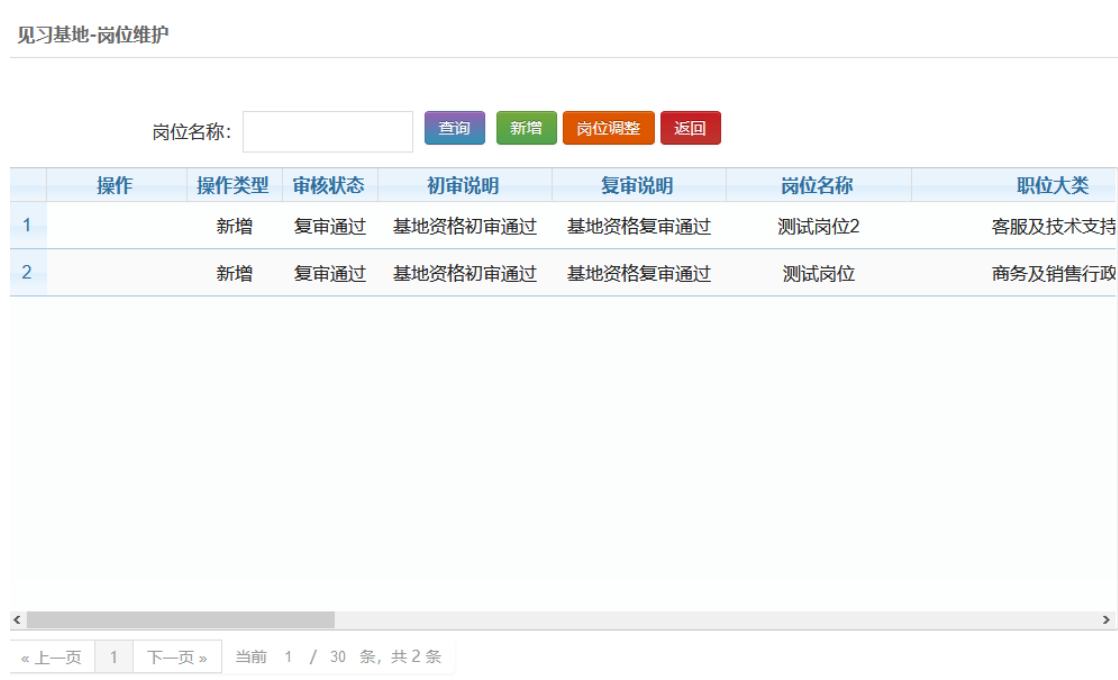 见习基地-岗位维护
岗位名称: 查询 新增 岗位调整 返回
操作 操作类型 审核状态 初审说明 复审说明 岗位名称 职位大类
1 新增 复审通过 基地资格初审通过 基地资格复审通过 测试岗位2 客服及技术支持
2 新增 复审通过 基地资格初审通过 基地资格复审通过 测试岗位 商务及销售行政
« 上一页 1 下一页 » 当前 1 / 30 条, 共 2 条